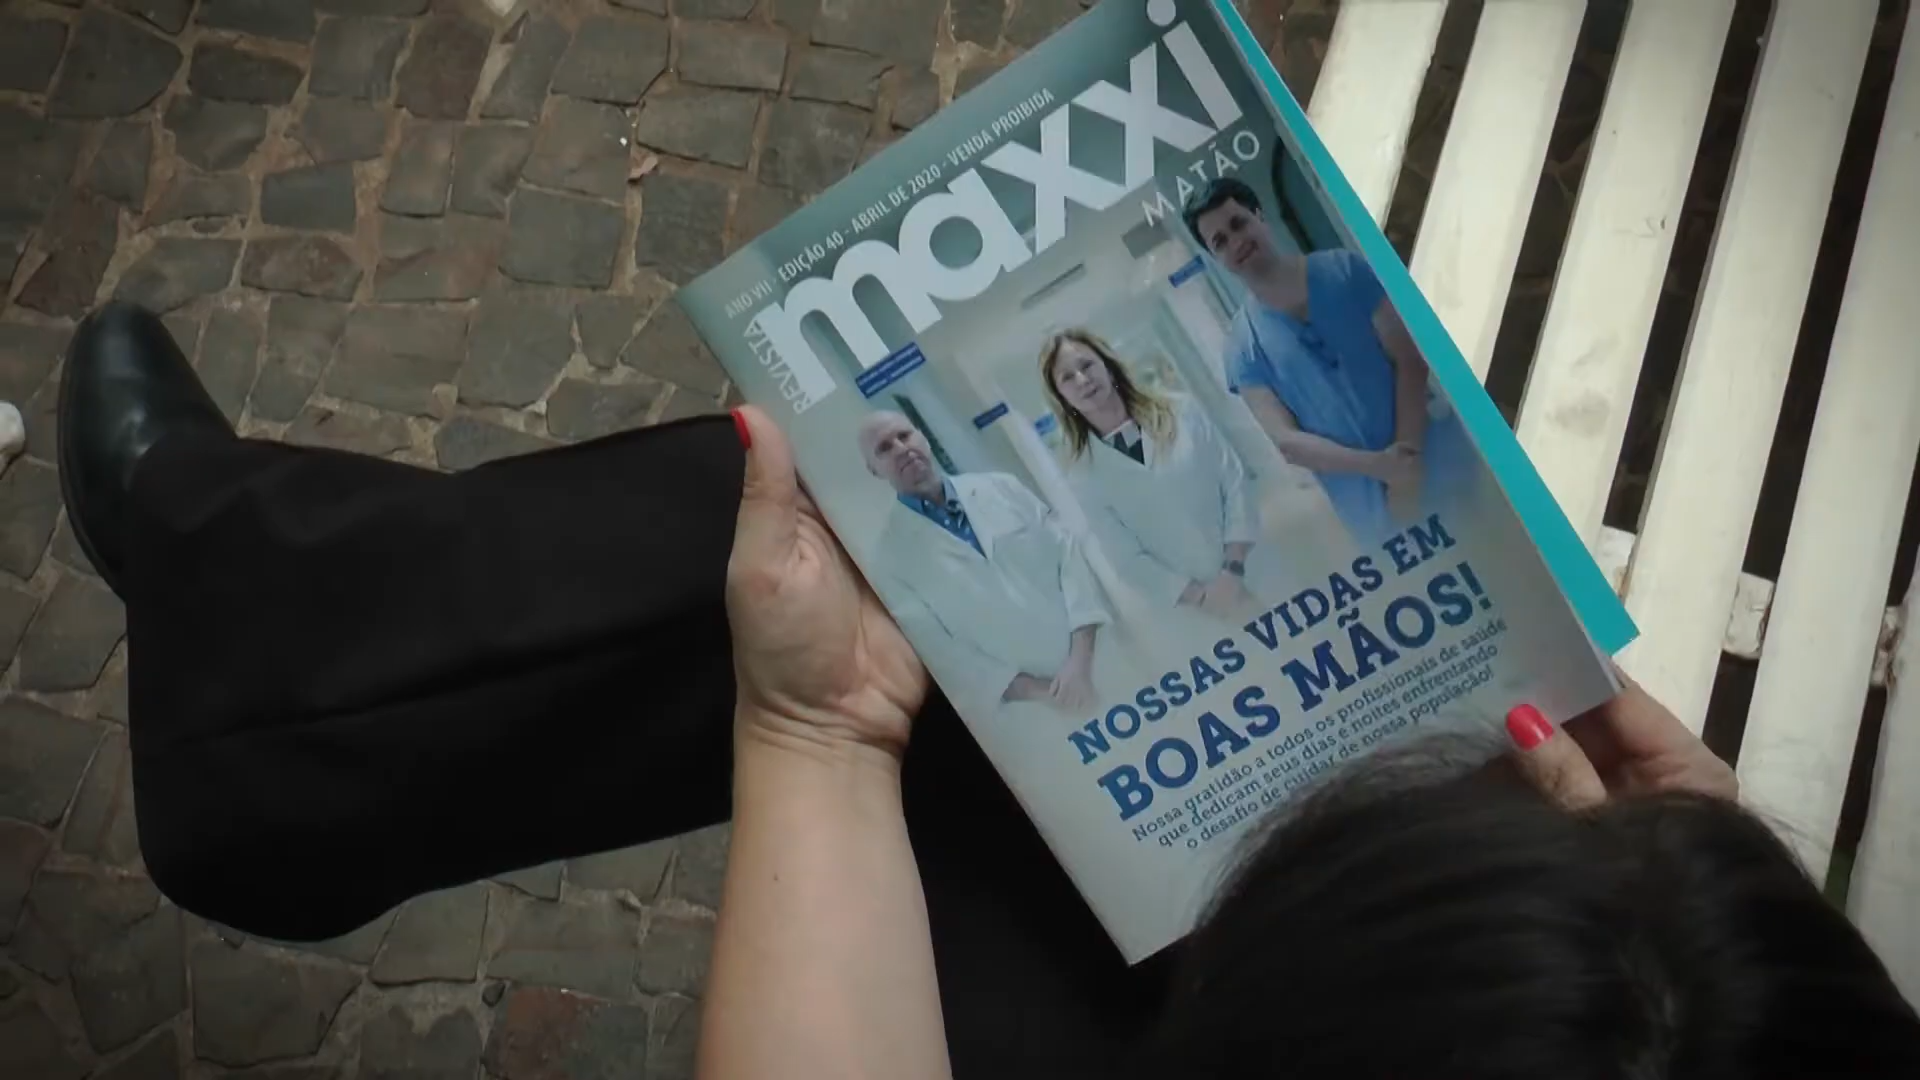 ANO VII - EDIÇÃO 40 - ABRIL DE 2020 - VENDA PROIBIDA
REVISTA
maxxi
MATÃO
NOSSAS VIDAS EM
BOAS MÃOS!
Nossa gratidão a todos os profissionais de saúde
que dedicam seus dias e noites enfrentando
o desafio de cuidar de nossa população!